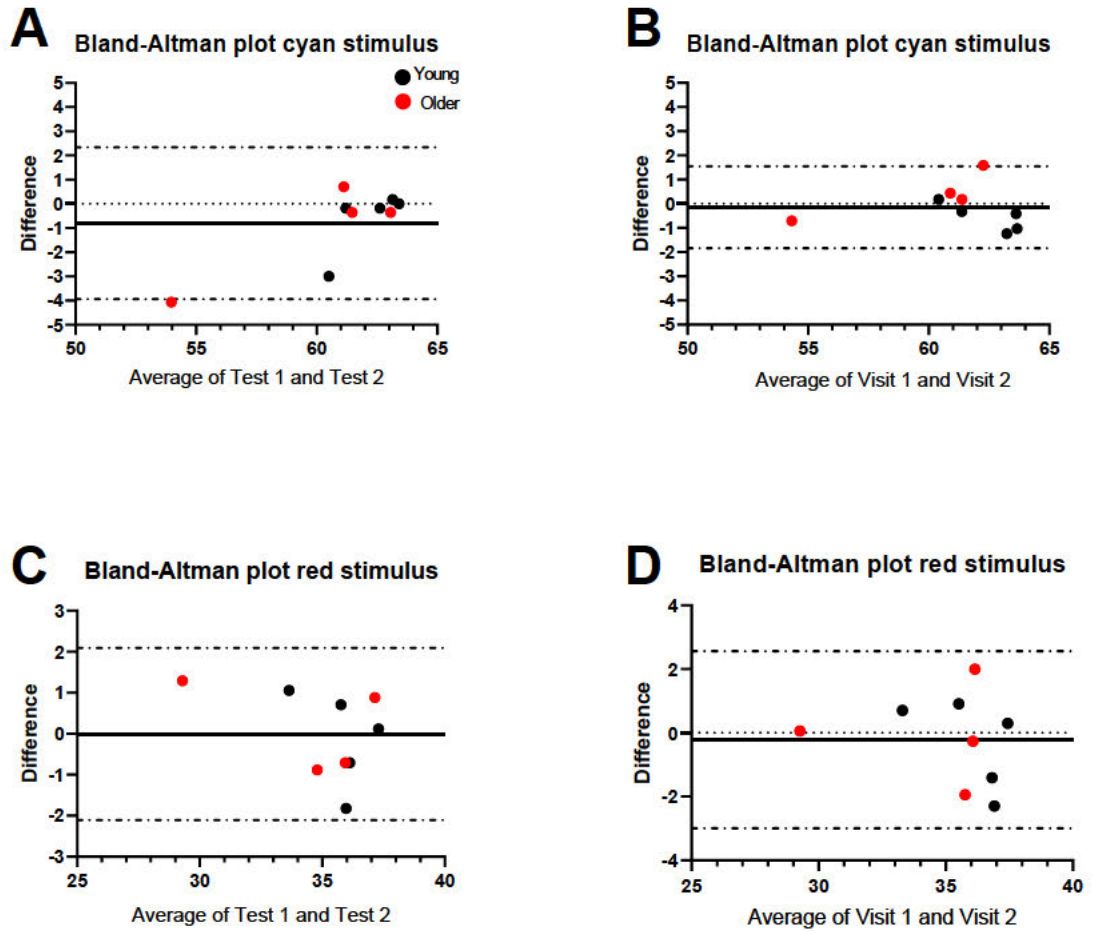 A
Bland-Altman plot cyan stimulus
Young
Older
5
4
3
2
1
0
-1
-2
-3
-4
-5
Difference
50
55
60
65
Average of Test 1 and Test 2
B
Bland-Altman plot cyan stimulus
5
4
3
2
1
0
-1
-2
-3
-4
-5
Difference
50
55
60
65
Average of Visit 1 and Visit 2
C
Bland-Altman plot red stimulus
3
2
1
0
-1
-2
-3
Difference
25
30
35
40
Average of Test 1 and Test 2
D
Bland-Altman plot red stimulus
4
2
0
-2
-4
Difference
25
30
35
40
Average of Visit 1 and Visit 2